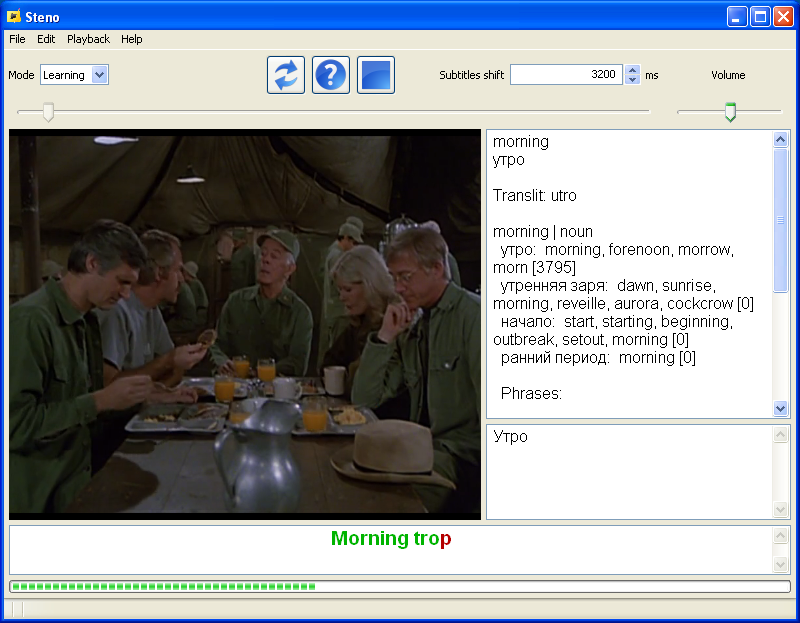 Steno
File Edit Playback Help
Mode Learning Subtitles shift 3200 ms Volume
morning
утро
Translit: utro
morning | noun
утро: morning, forenoon, morrow,
morn [3795]
утренняя заря: dawn, sunrise,
morning, reveille, aurora, cockcrow [0]
начало: start, starting, beginning,
outbreak, setout, morning [0]
ранний период: morning [0]
Phrases:
Утро
Morning trop